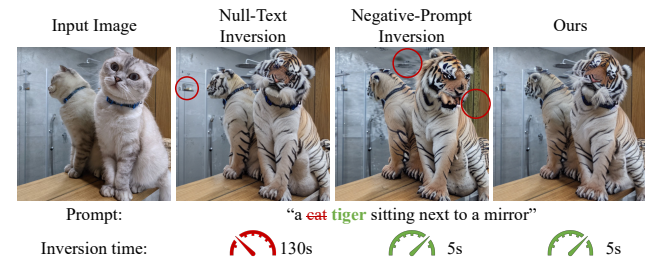 Input Image
Null-Text
Inversion
Negative-Prompt
Inversion
Ours
Prompt:
“a cat tiger sitting next to a mirror”
Inversion time:
130s
5s
5s